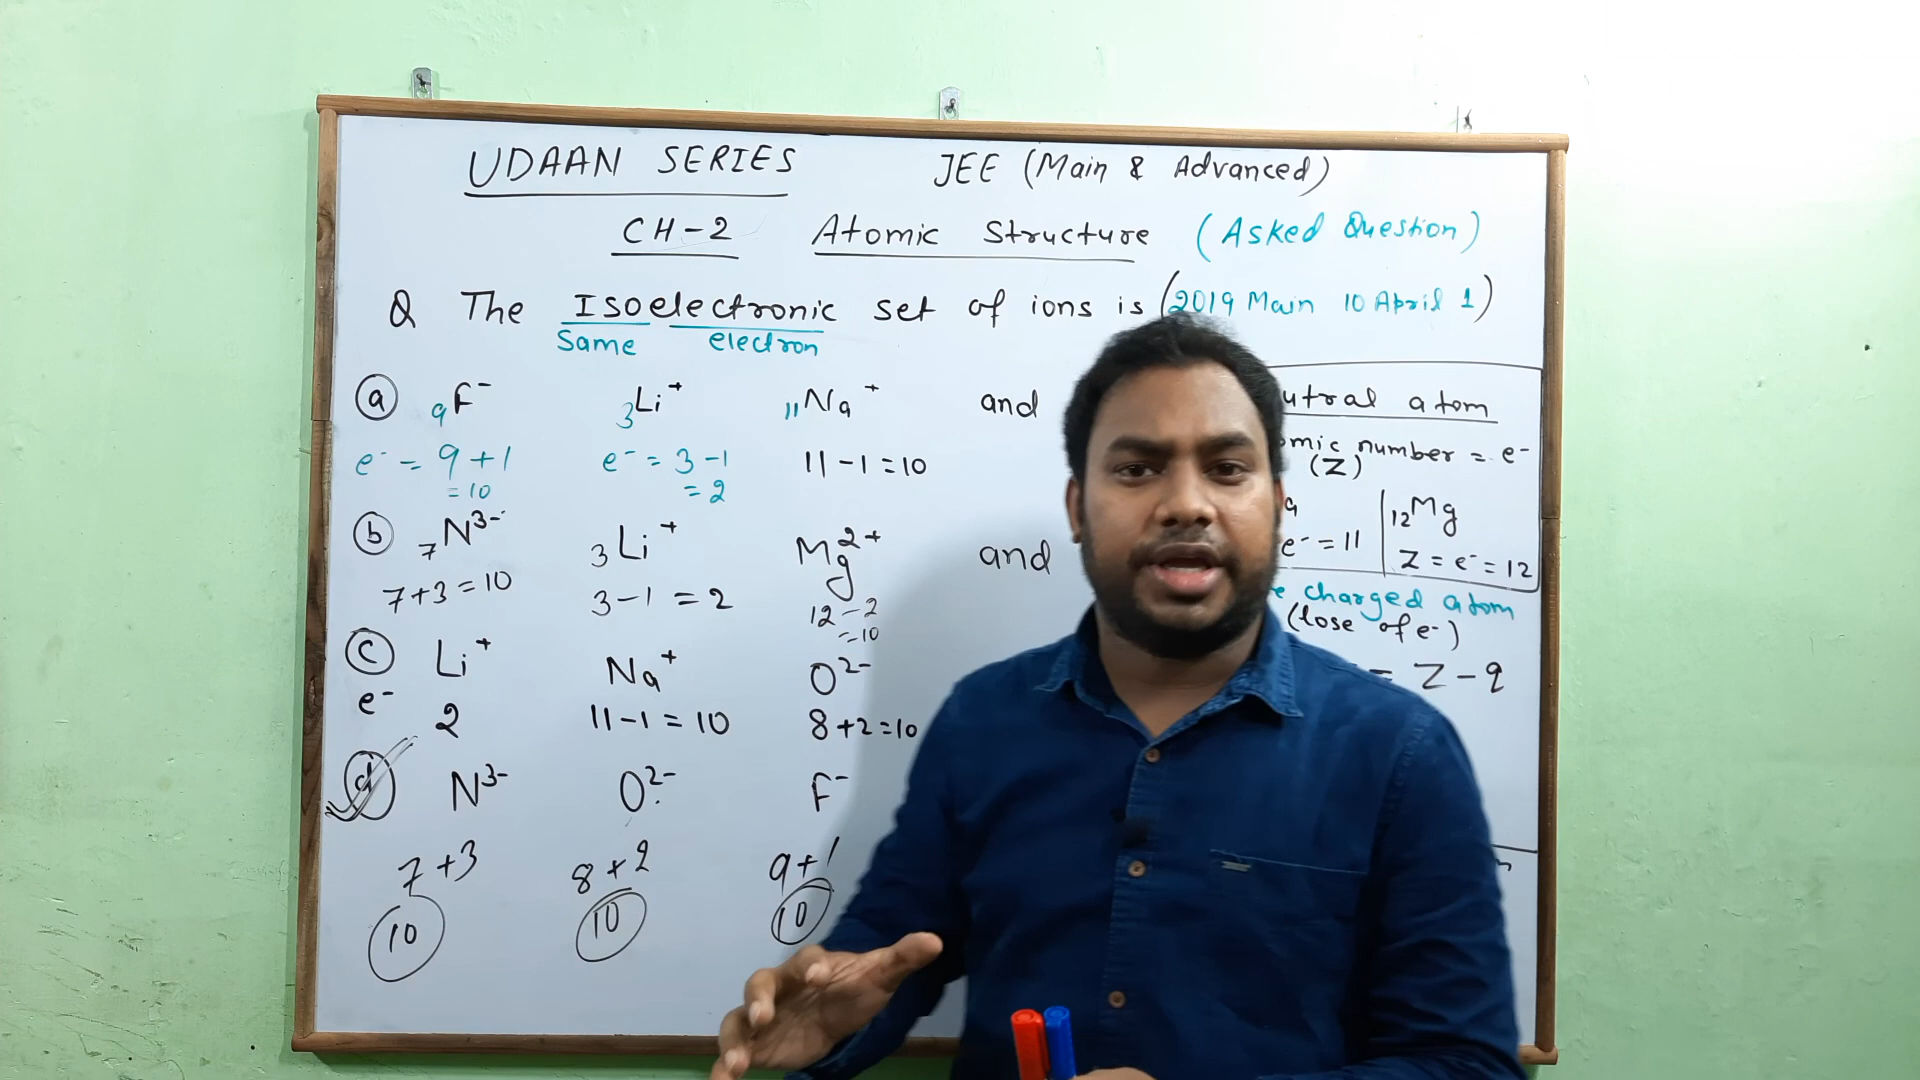 UDAAN SERIES JEE (Main & Advanced)
CH-2 Atomic Structure (Asked Question)
Q The Isoelectronic set of ions is (2019 Main 10 April 1)
Same electron
(a) ₉F⁻ ₃Li⁺ ₁₁Na⁺ and
e⁻ = 9+1 e⁻ = 3-1 11-1=10
=10 =2
(b) ₇N³⁻ ₃Li⁺ Mg²⁺ and
7+3=10 3-1=2 12-2
=10
(c) Li⁺ Na⁺ O²⁻
e⁻ 2 11-1=10 8+2=10
(d) N³⁻ O²⁻ F⁻
7+3 8+2 9+1
10 10 10
utral atom
omic number = e⁻
(Z)
₁₂Mg
e⁻=11 Z=e⁻=12
e charged atom
(lose of e⁻)
= Z-q